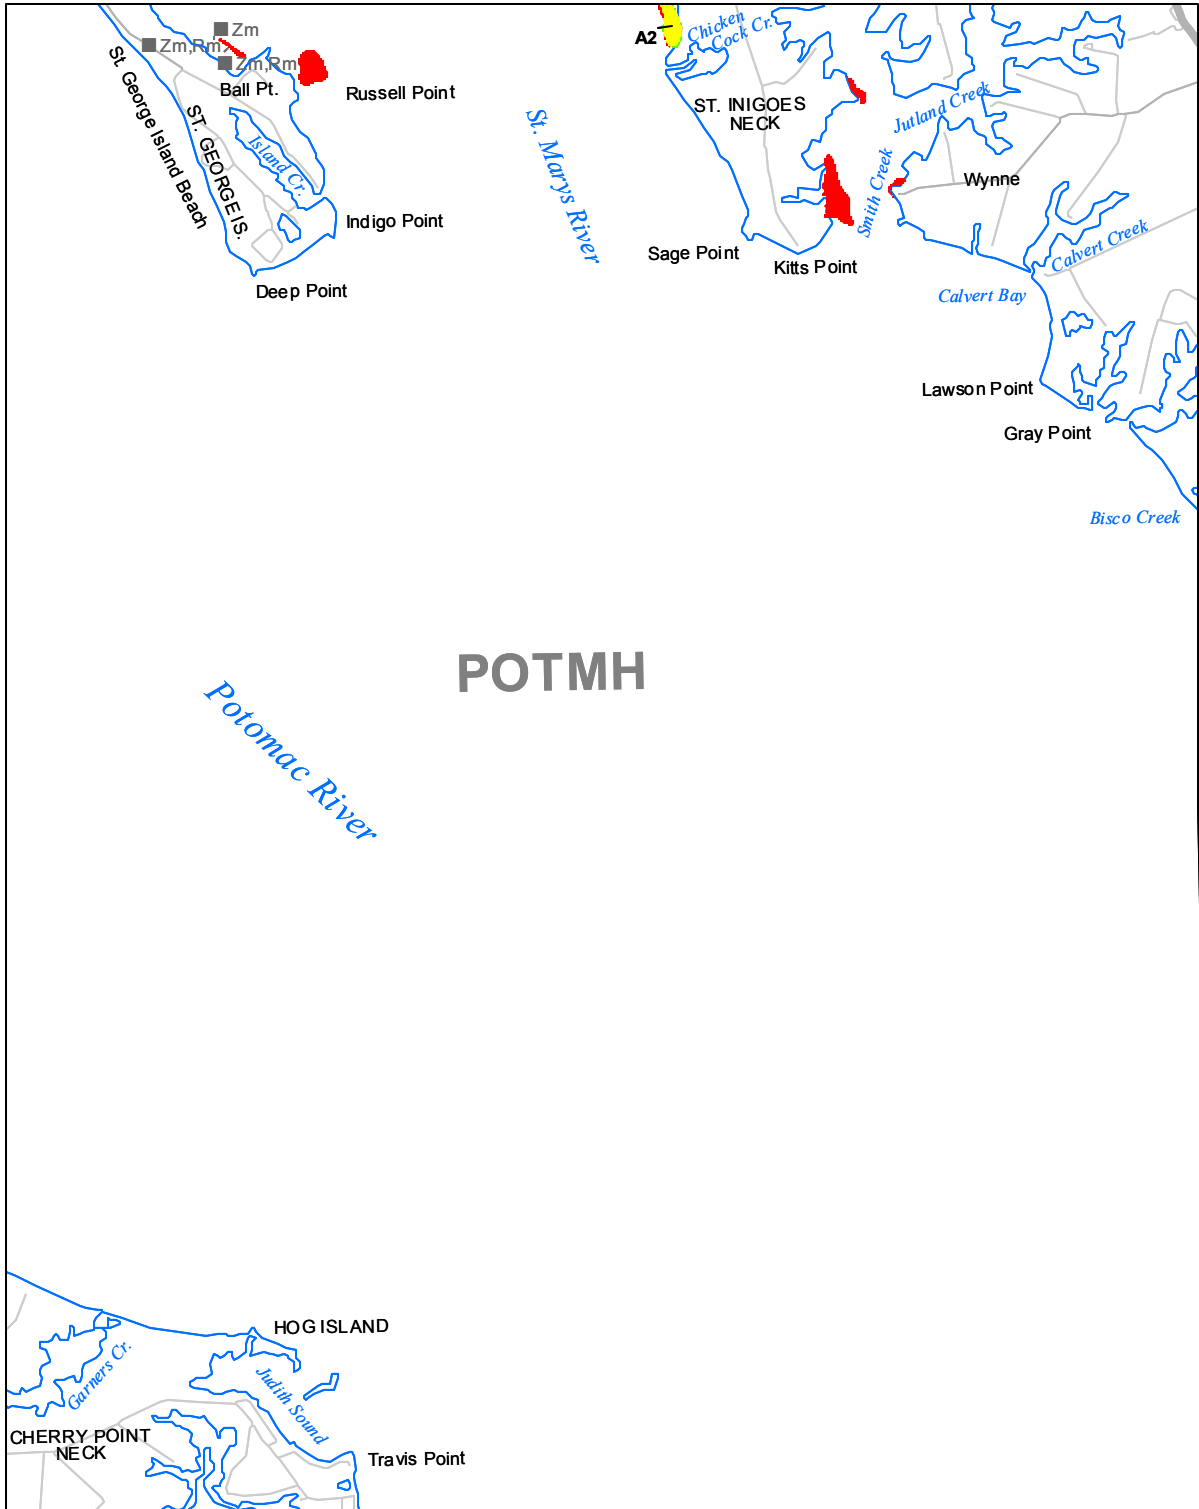 Zm
Zm,Rm
Zm,Rm
Ball Pt.
Russell Point
St. George Island Beach
ST. GEORGE IS.
Island Cr.
Indigo Point
Deep Point
St. Marys River
A2
Chicken
Cock Cr.
ST. INIGOES
NECK
Jutland Creek
Smith Creek
Wynne
Sage Point
Kitts Point
Calvert Creek
Calvert Bay
Lawson Point
Gray Point
Bisco Creek
POTMH
Potomac River
HOG ISLAND
Garners Cr.
Judith Sound
CHERRY POINT
NECK
Travis Point